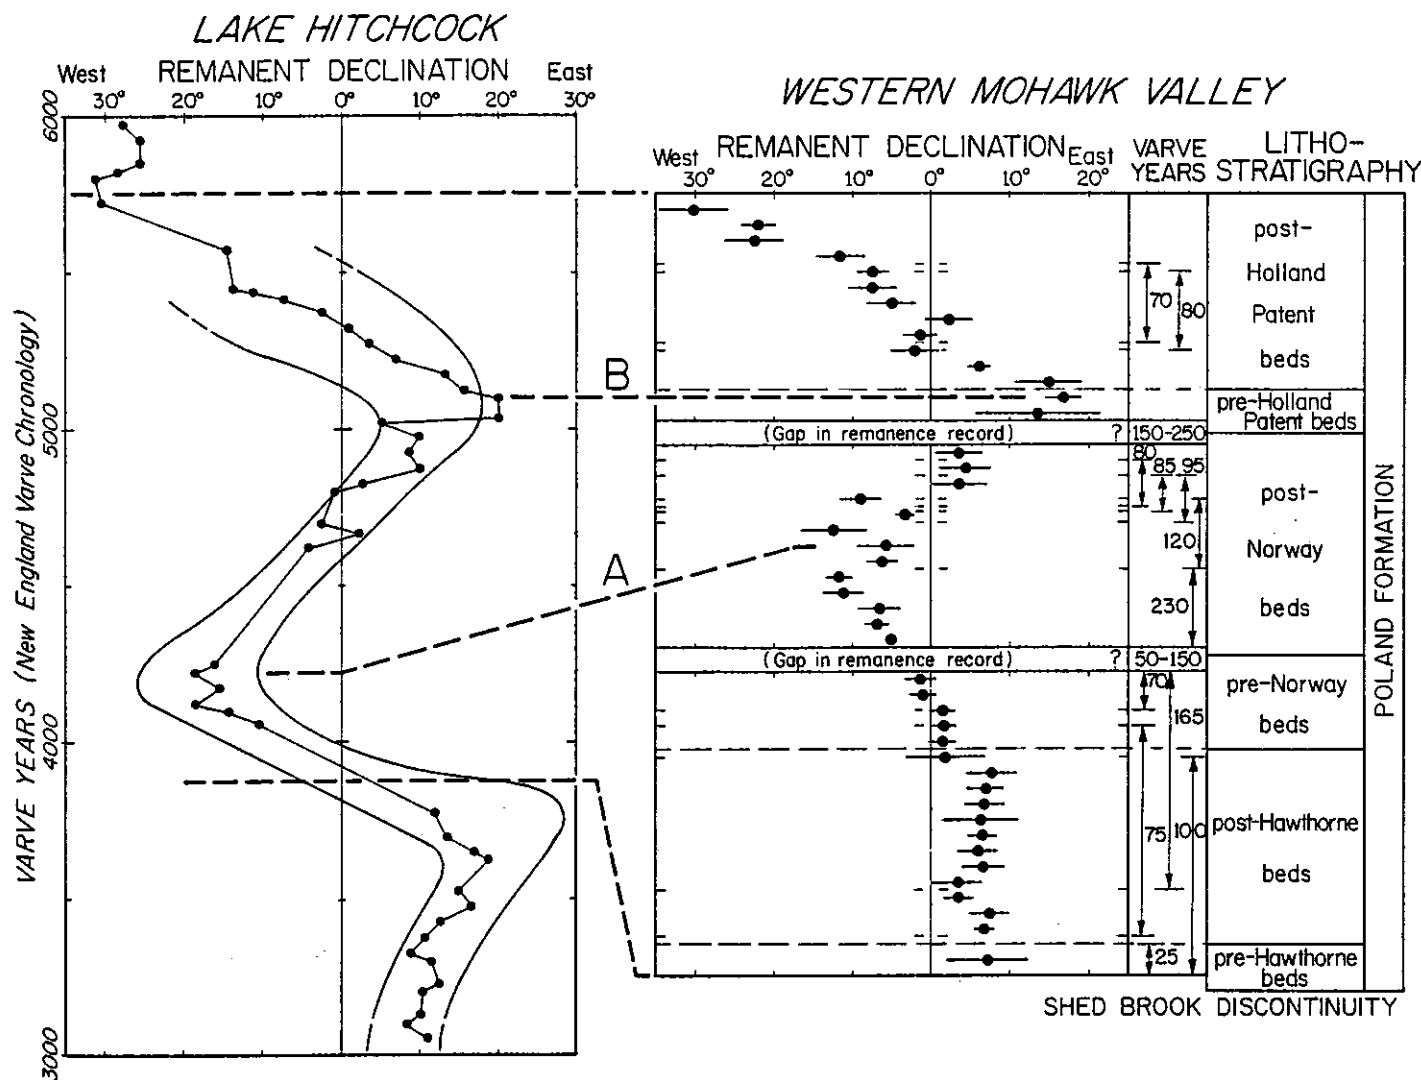 LAKE HITCHCOCK
West REMANENT DECLINATION East
30° 20° 10° 0° 10° 20° 30°
VARVE YEARS (New England Varve Chronology)
6000
5000
4000
3000
B
A
WESTERN MOHAWK VALLEY
West REMANENT DECLINATION East
30° 20° 10° 0° 10° 20°
VARVE YEARS
LITHO-STRATIGRAPHY
post-
Holland
Patent
beds
70
80
pre-Holland
Patent beds
(Gap in remanence record) ? 150-250
80
85 95
120
230
post-
Norway
beds
(Gap in remanence record) ? 50-150
70
165
pre-Norway
beds
75 100
post-Hawthorne
beds
25
pre-Hawthorne
beds
POLAND FORMATION
SHED BROOK DISCONTINUITY